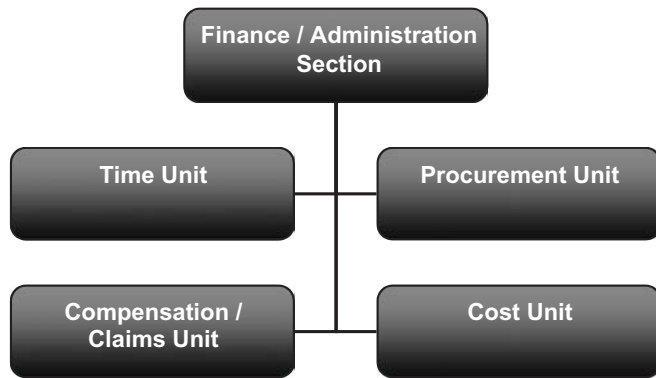 Finance / Administration
Section
Time Unit
Procurement Unit
Compensation /
Claims Unit
Cost Unit